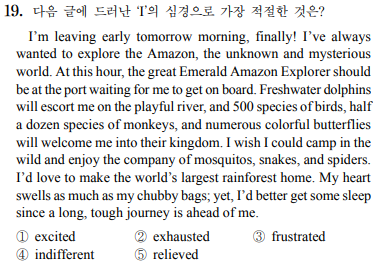 19. 다음 글에 드러난 ‘I’의 심경으로 가장 적절한 것은?
I’m leaving early tomorrow morning, finally! I’ve always
wanted to explore the Amazon, the unknown and mysterious
world. At this hour, the great Emerald Amazon Explorer should
be at the port waiting for me to get on board. Freshwater dolphins
will escort me on the playful river, and 500 species of birds, half
a dozen species of monkeys, and numerous colorful butterflies
will welcome me into their kingdom. I wish I could camp in the
wild and enjoy the company of mosquitos, snakes, and spiders.
I’d love to make the world’s largest rainforest home. My heart
swells as much as my chubby bags; yet, I’d better get some sleep
since a long, tough journey is ahead of me.
① excited ② exhausted ③ frustrated
④ indifferent ⑤ relieved